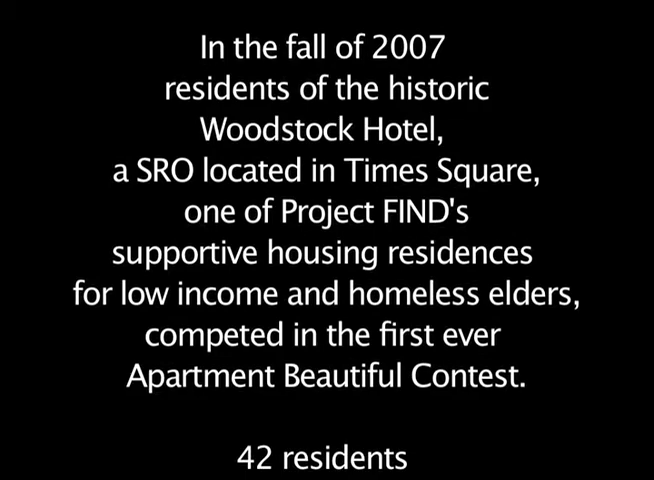 In the fall of 2007
residents of the historic
Woodstock Hotel,
a SRO located in Times Square,
one of Project FIND's
supportive housing residences
for low income and homeless elders,
competed in the first ever
Apartment Beautiful Contest.
42 residents